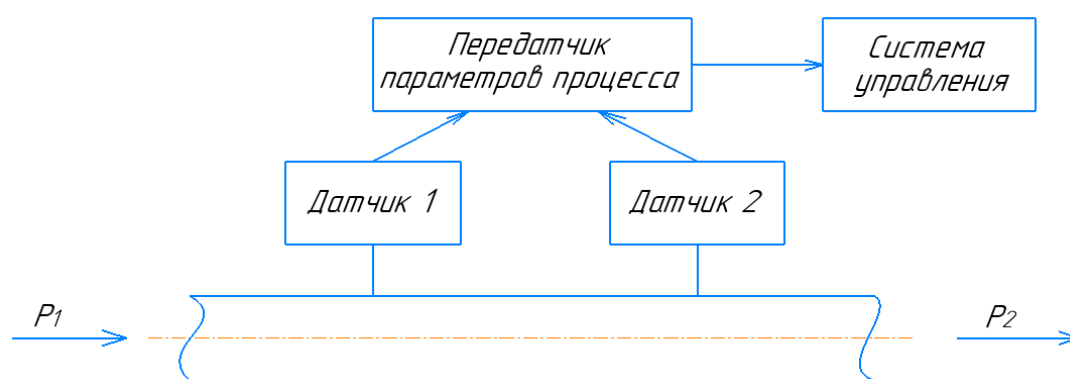 Передатчик
параметров процесса
Система
управления
Датчик 1
Датчик 2
P1
P2